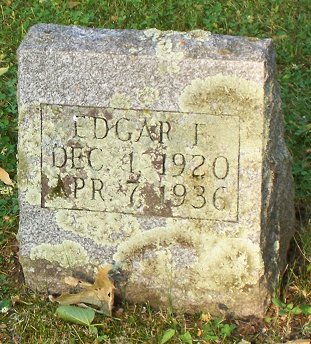 EDGAR F.
DEC. 1, 1920
APR. 7, 1936